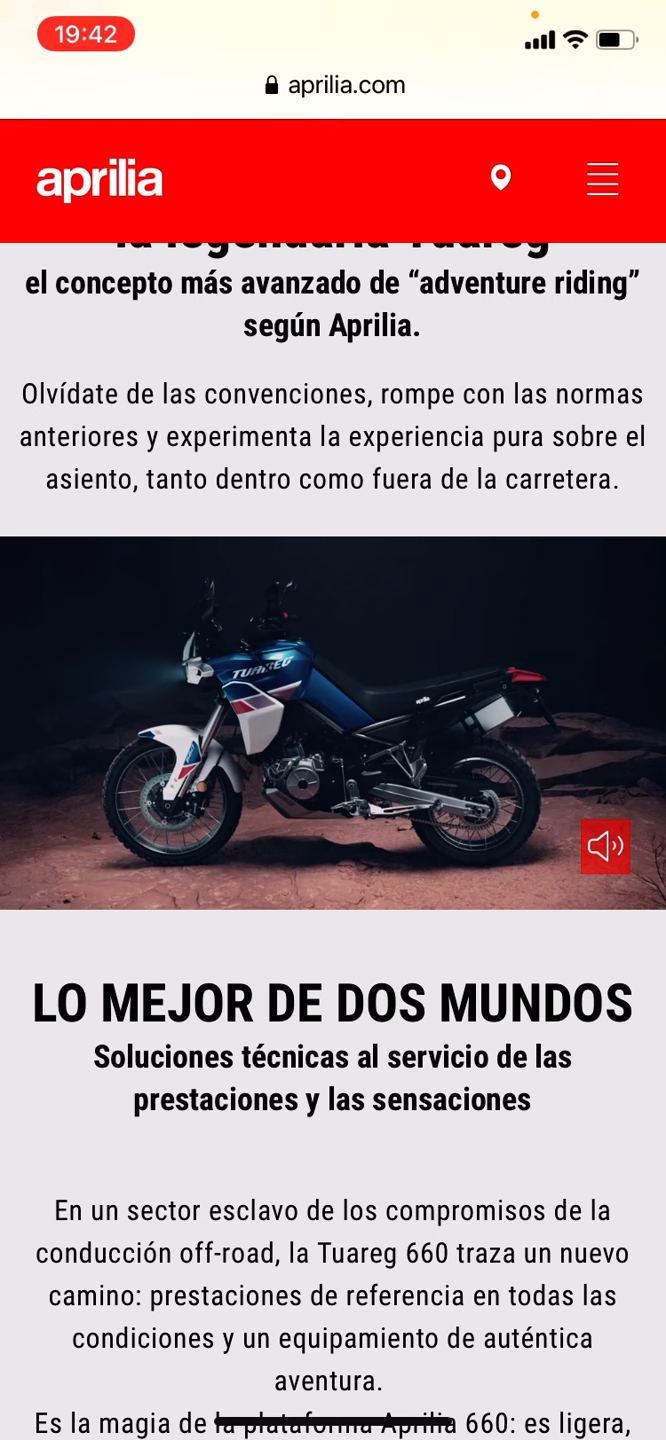 19:42
aprilia.com
aprilia
la legendaria Tuareg
el concepto más avanzado de “adventure riding”
según Aprilia.
Olvídate de las convenciones, rompe con las normas
anteriores y experimenta la experiencia pura sobre el
asiento, tanto dentro como fuera de la carretera.
TUAREG
aprilia
LO MEJOR DE DOS MUNDOS
Soluciones técnicas al servicio de las
prestaciones y las sensaciones
En un sector esclavo de los compromisos de la
conducción off-road, la Tuareg 660 traza un nuevo
camino: prestaciones de referencia en todas las
condiciones y un equipamiento de auténtica
aventura.
Es la magia de la plataforma Aprilia 660: es ligera,